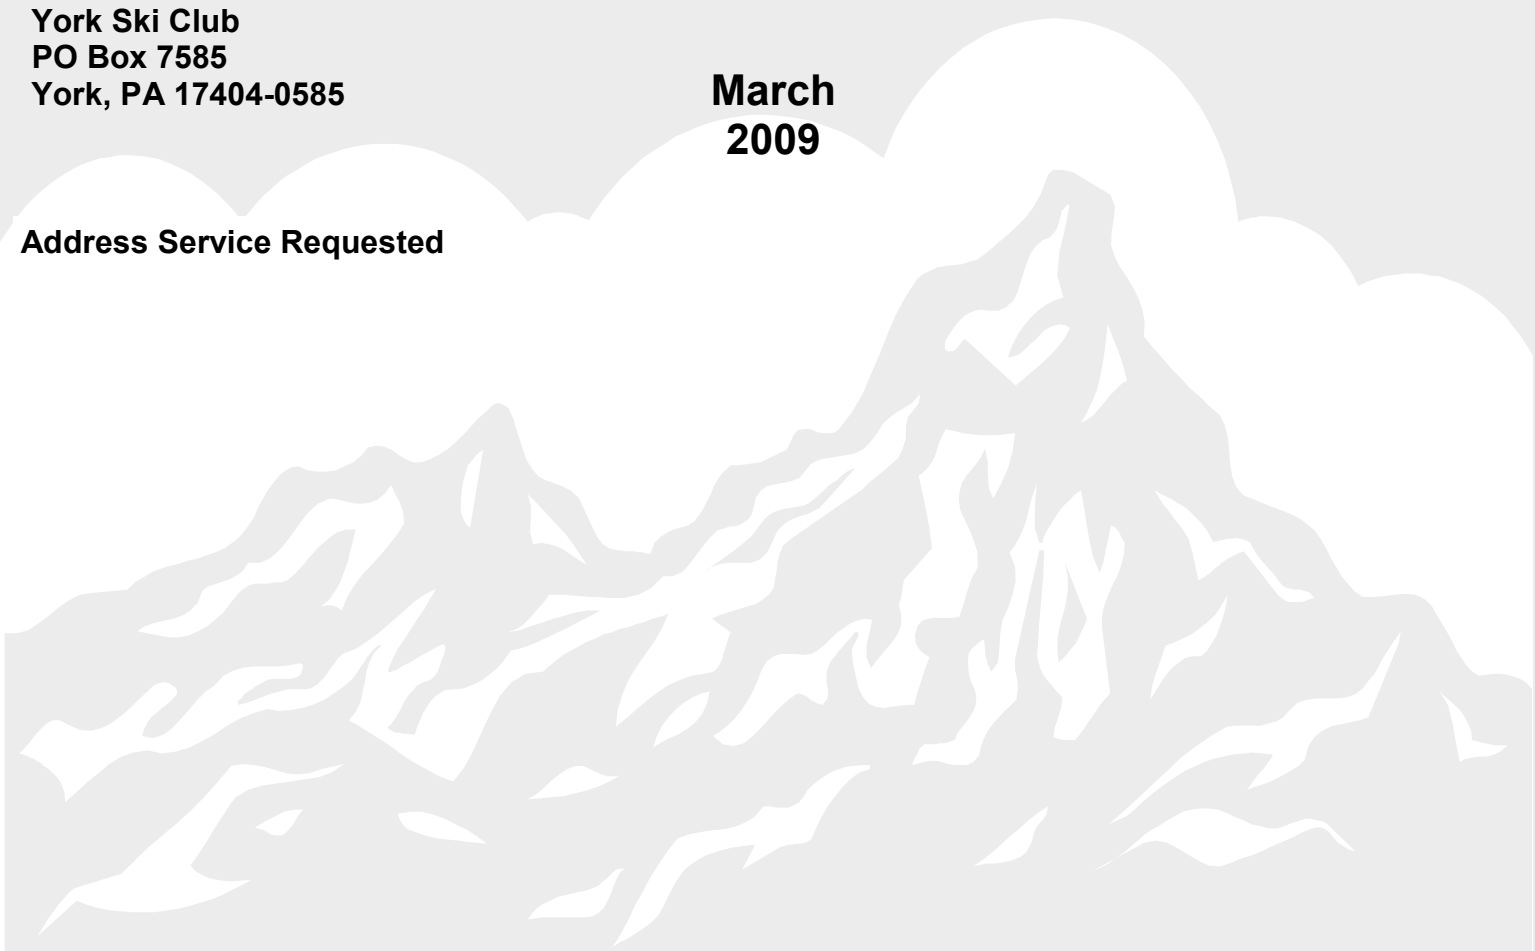 York Ski Club
PO Box 7585
York, PA 17404-0585
March
2009
Address Service Requested